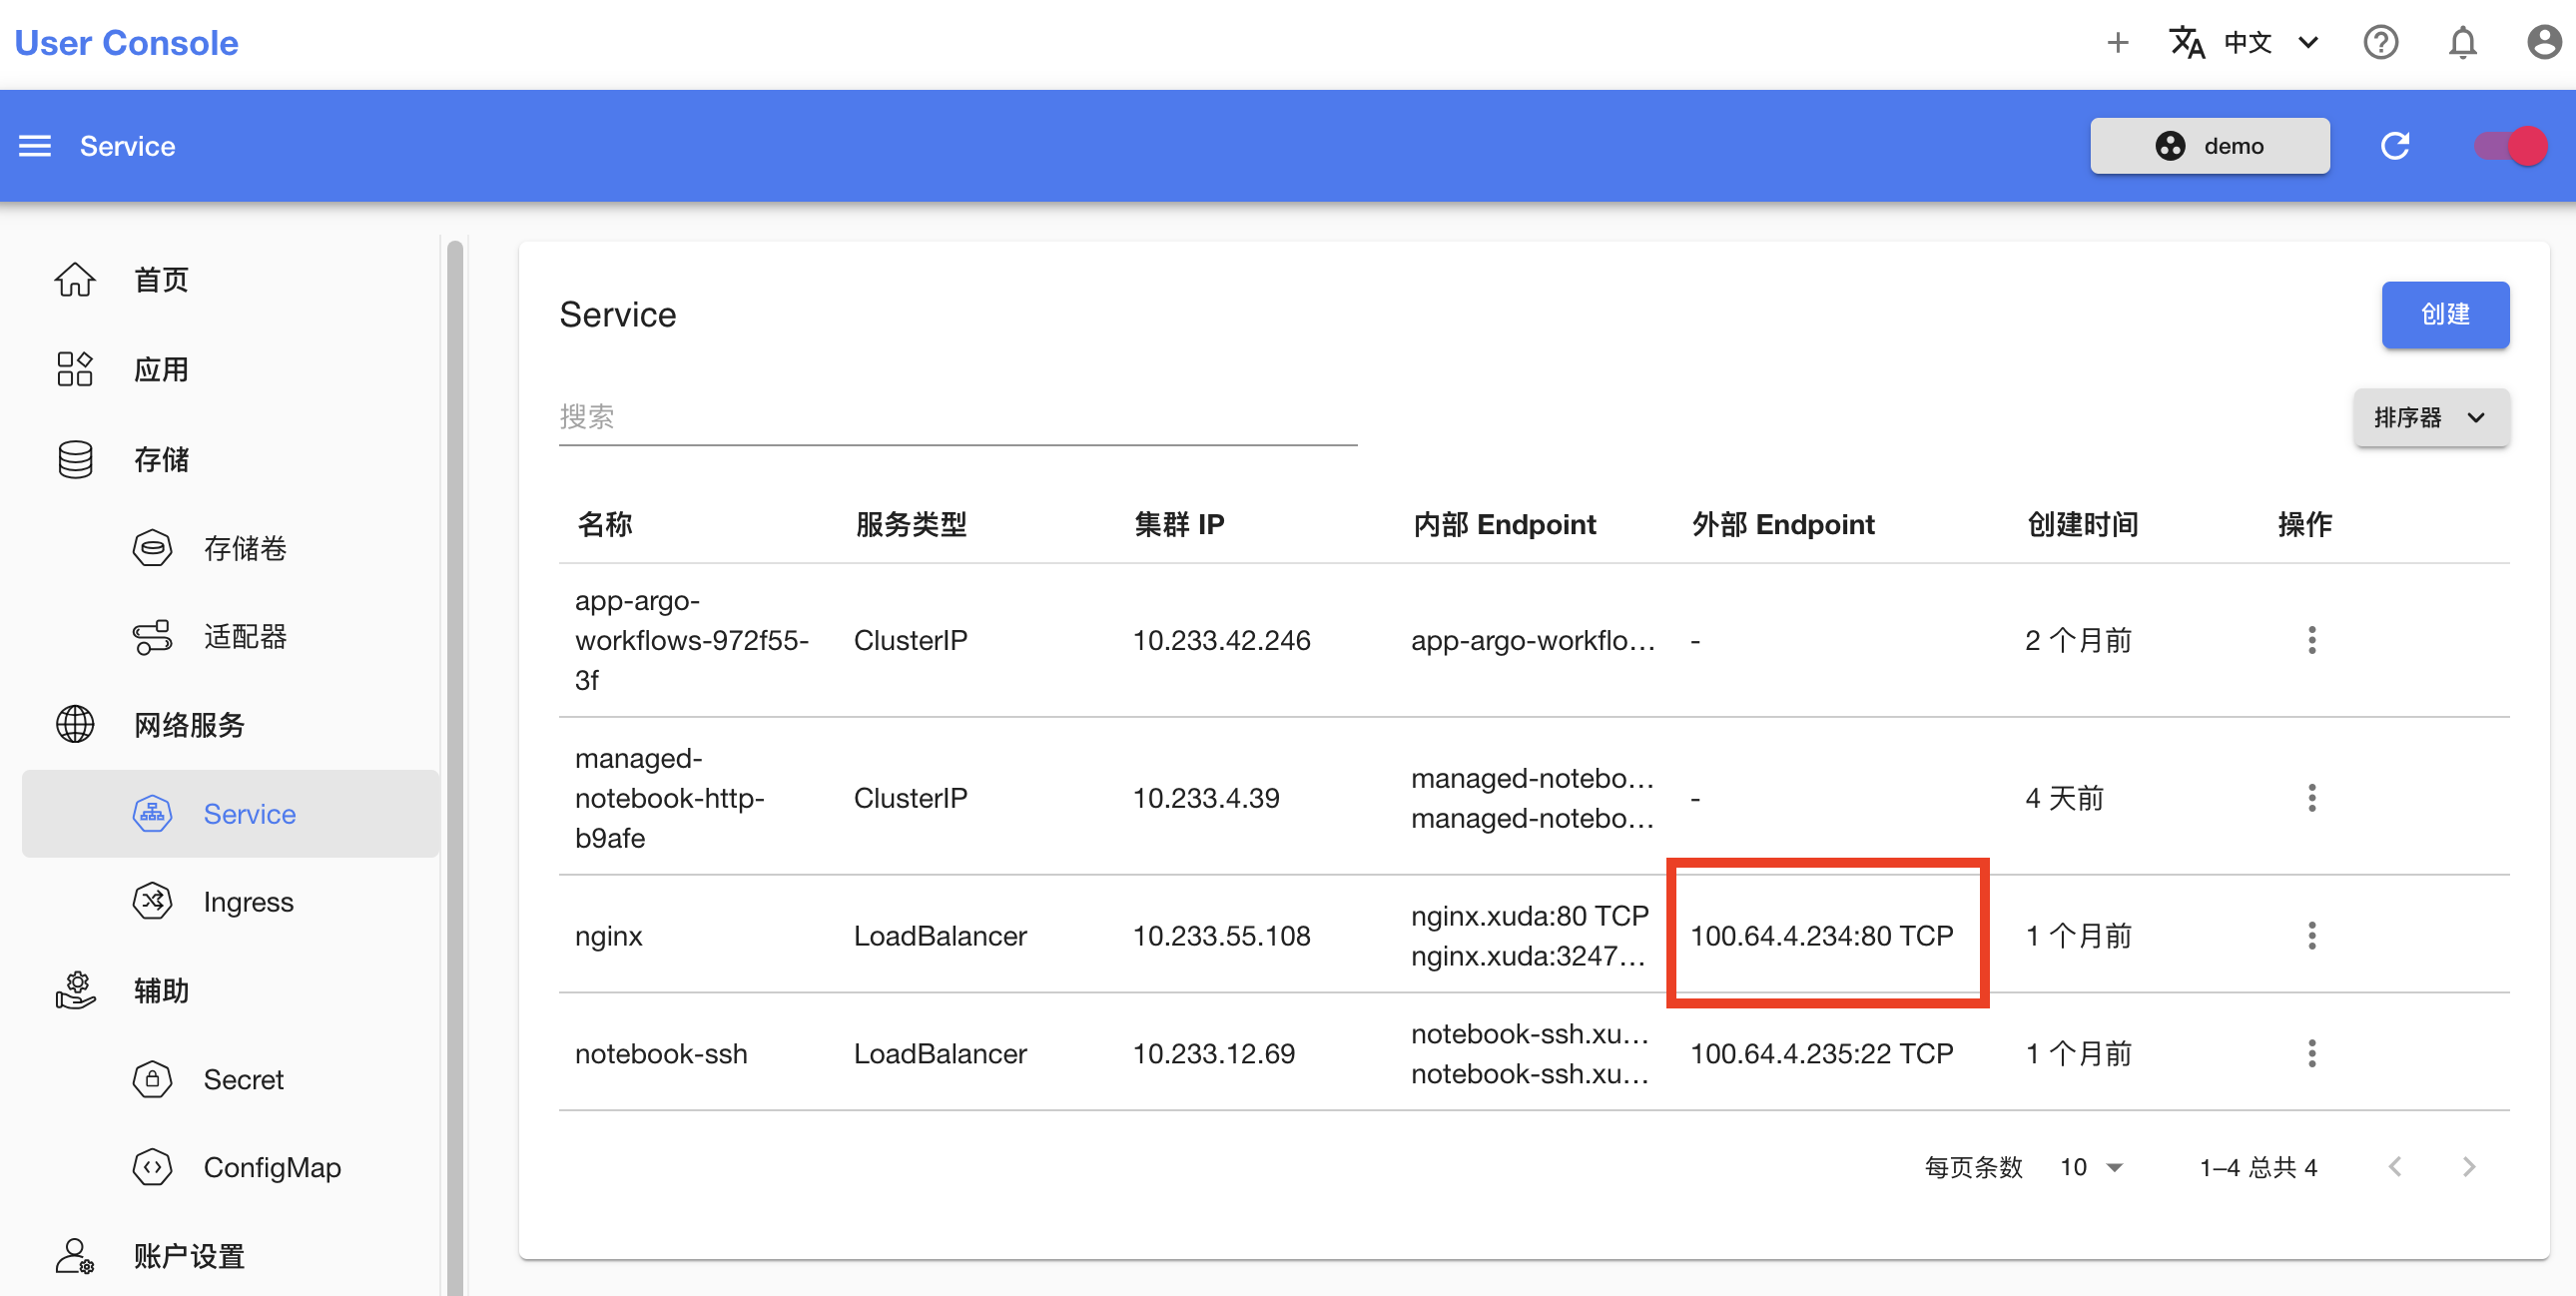 User Console
中文
Service
demo
首页
应用
存储
存储卷
适配器
网络服务
Service
Ingress
辅助
Secret
ConfigMap
账户设置
Service
创建
搜索
排序器
名称 服务类型 集群 IP 内部 Endpoint 外部 Endpoint 创建时间 操作
app-argo-
workflows-972f55- ClusterIP 10.233.42.246 app-argo-workflo… - 2 个月前
3f
managed-
notebook-http- ClusterIP 10.233.4.39 managed-notebo… - 4 天前
b9afe managed-notebo…
nginx LoadBalancer 10.233.55.108 nginx.xuda:80 TCP 100.64.4.234:80 TCP 1 个月前
nginx.xuda:3247…
notebook-ssh LoadBalancer 10.233.12.69 notebook-ssh.xu… 100.64.4.235:22 TCP 1 个月前
notebook-ssh.xu…
每页条数 10 1–4 总共 4